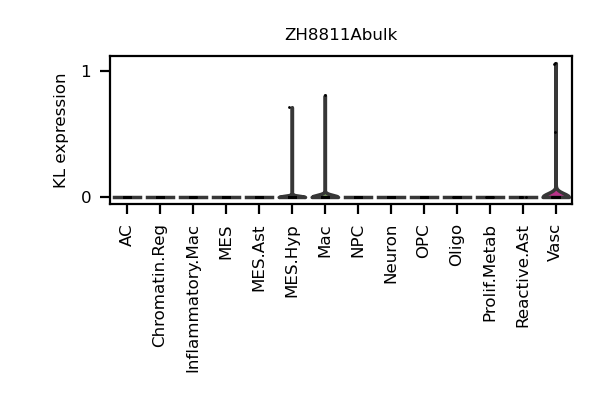 ZH8811Abulk
KL expression
1
0
AC
Chromatin.Reg
Inflammatory.Mac
MES
MES.Ast
MES.Hyp
Mac
NPC
Neuron
OPC
Oligo
Prolif.Metab
Reactive.Ast
Vasc